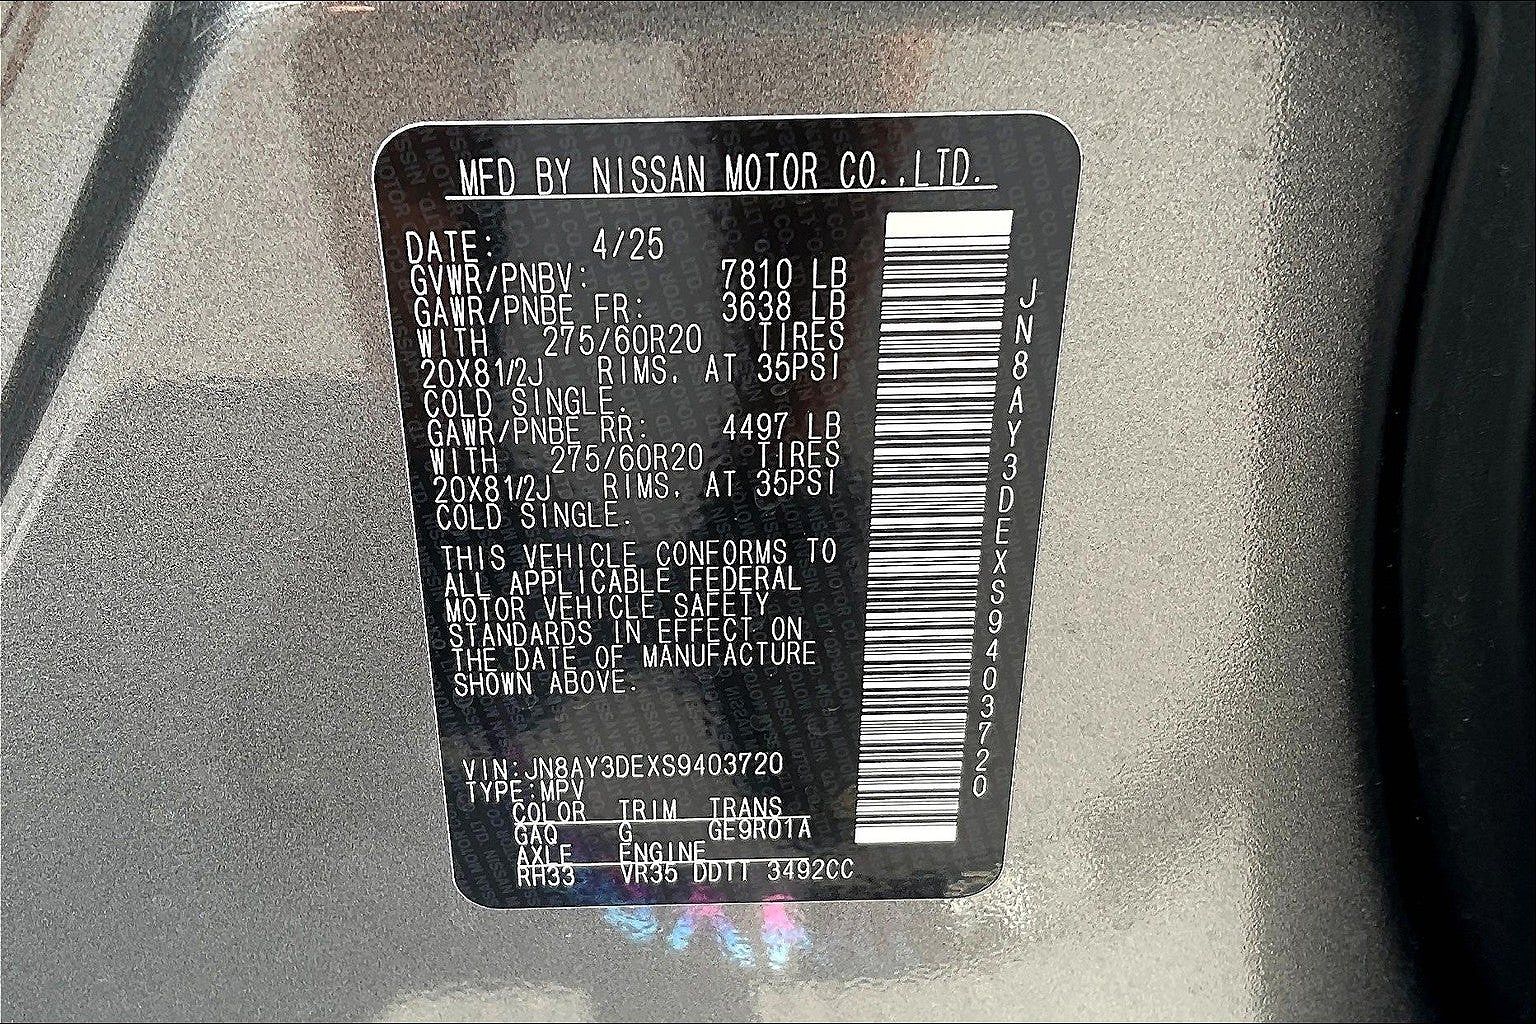 MFD BY NISSAN MOTOR CO.,LTD.
DATE: 4/25
GVWR/PNBV: 7810 LB
GAWR/PNBE FR: 3638 LB
WITH 275/60R20 TIRES
20X81/2J RIMS. AT 35PSI
COLD SINGLE.
GAWR/PNBE RR: 4497 LB
WITH 275/60R20 TIRES
20X81/2J RIMS. AT 35PSI
COLD SINGLE.
THIS VEHICLE CONFORMS TO
ALL APPLICABLE FEDERAL
MOTOR VEHICLE SAFETY
STANDARDS IN EFFECT ON
THE DATE OF MANUFACTURE
SHOWN ABOVE.
VIN:JN8AY3DEXS9403720
TYPE:MPV
COLOR TRIM TRANS
GAQ G GE9R01A
AXLE ENGINE
RH33 VR35 DDTT 3492CC
JN8AY3DEXS9403720